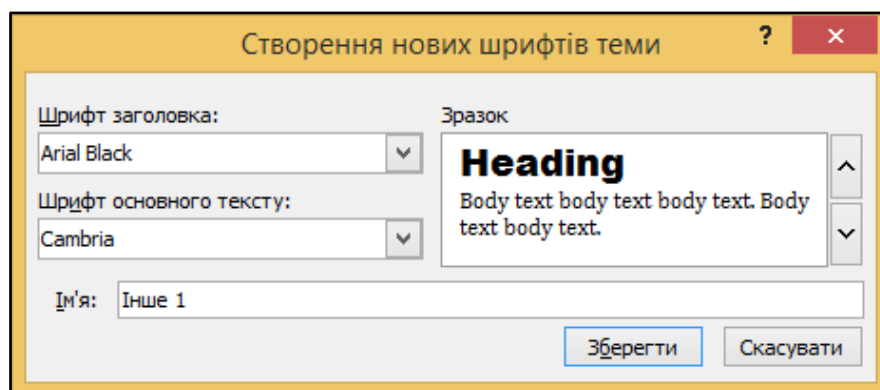 Створення нових шрифтів теми
?
Шрифт заголовка:
Arial Black
Шрифт основного тексту:
Cambria
Зразок
Heading
Body text body text body text. Body
text body text.
Ім'я:
Інше 1
Зберегти
Скасувати